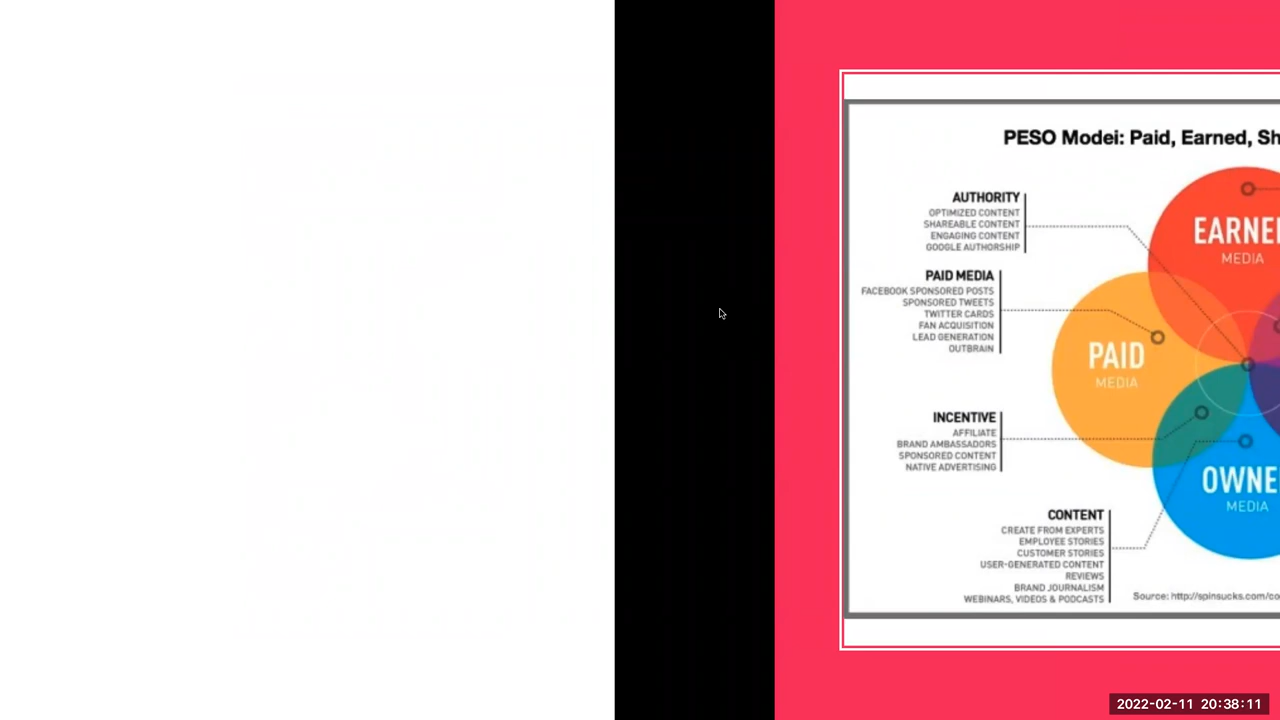 PESO Model: Paid, Earned, Sh
AUTHORITY
OPTIMIZED CONTENT
SHAREABLE CONTENT
ENGAGING CONTENT
GOOGLE AUTHORSHIP
EARNE
MEDIA
PAID MEDIA
FACEBOOK SPONSORED POSTS
SPONSORED TWEETS
TWITTER CARDS
FAN ACQUISITION
LEAD GENERATION
OUTBRAIN
PAID
MEDIA
INCENTIVE
AFFILIATE
BRAND AMBASSADORS
SPONSORED CONTENT
NATIVE ADVERTISING
OWNE
MEDIA
CONTENT
CREATE FROM EXPERTS
EMPLOYEE STORIES
CUSTOMER STORIES
USER-GENERATED CONTENT
REVIEWS
BRAND JOURNALISM
WEBINARS, VIDEOS & PODCASTS
Source: http://spinsucks.com/co
2022-02-11 20:38:11